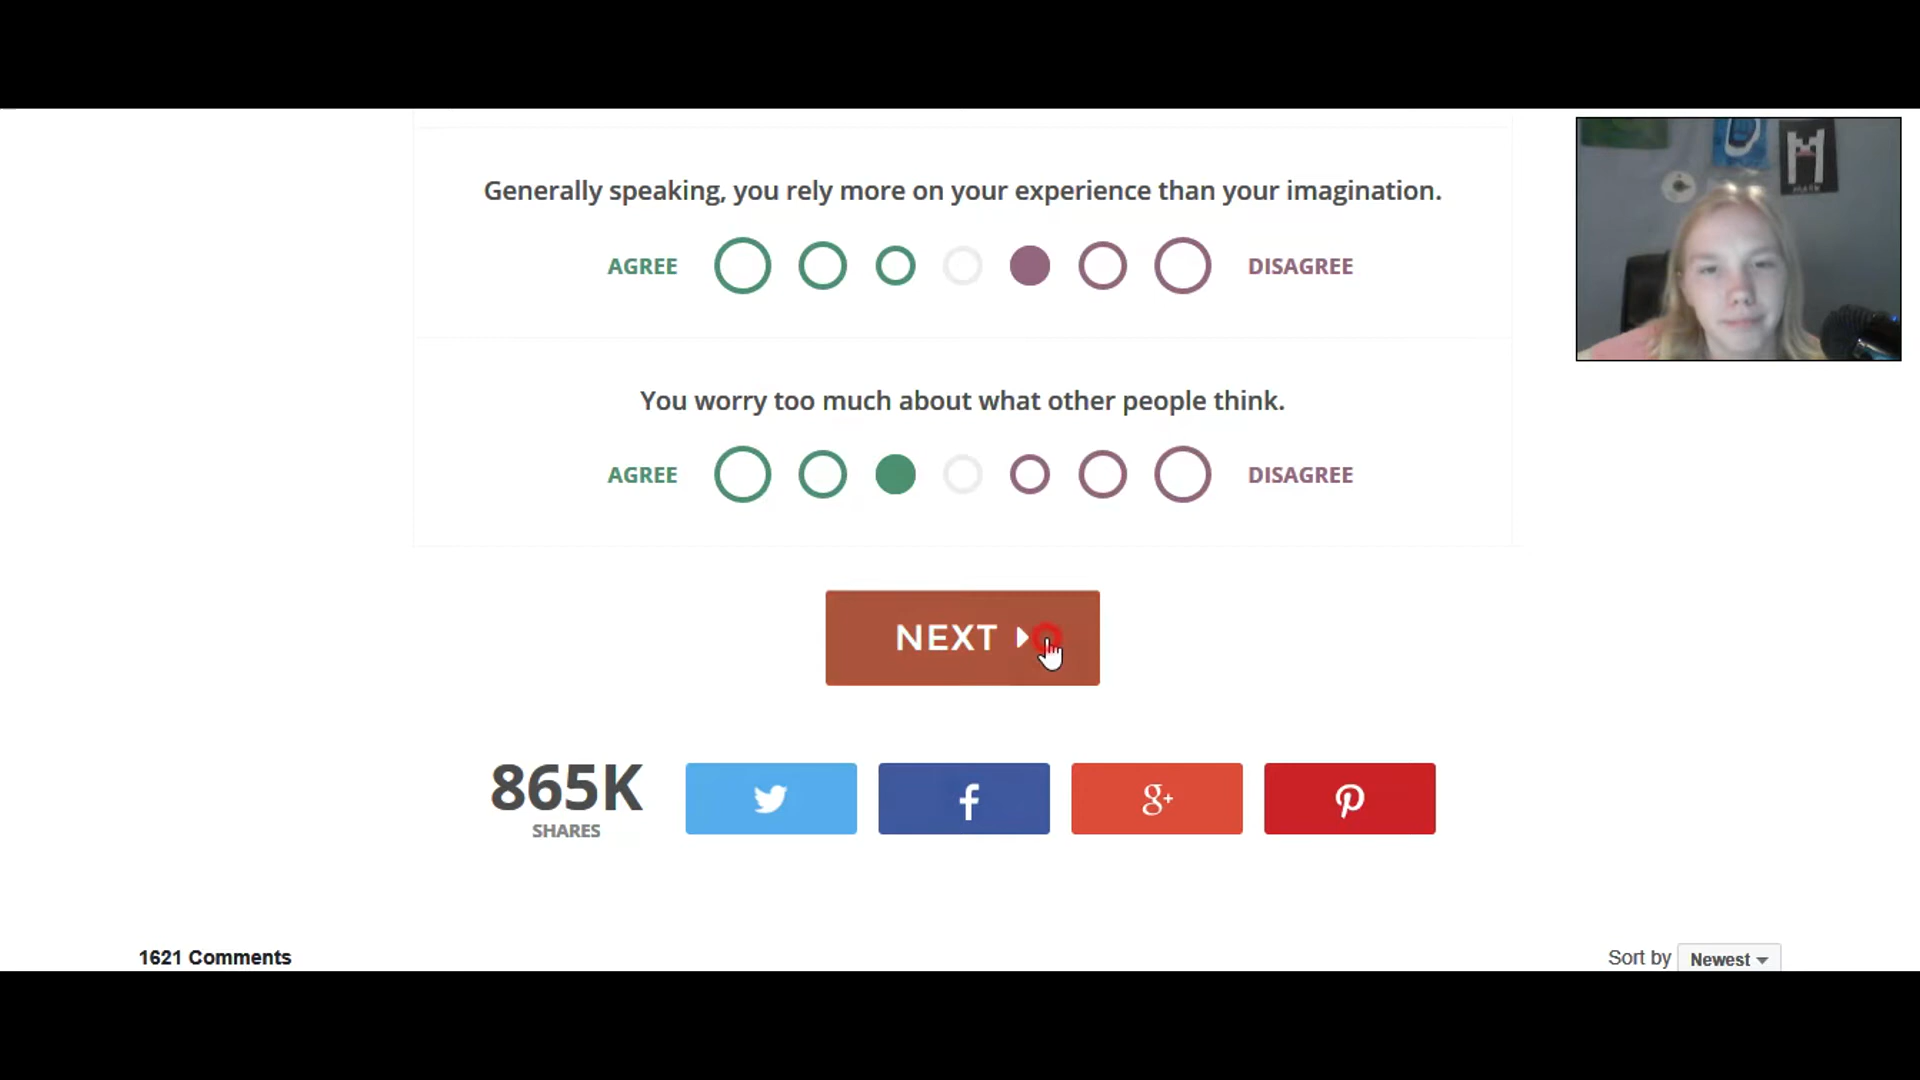 Generally speaking, you rely more on your experience than your imagination.
AGREE DISAGREE
You worry too much about what other people think.
AGREE DISAGREE
NEXT
865K
SHARES
1621 Comments
Sort by Newest